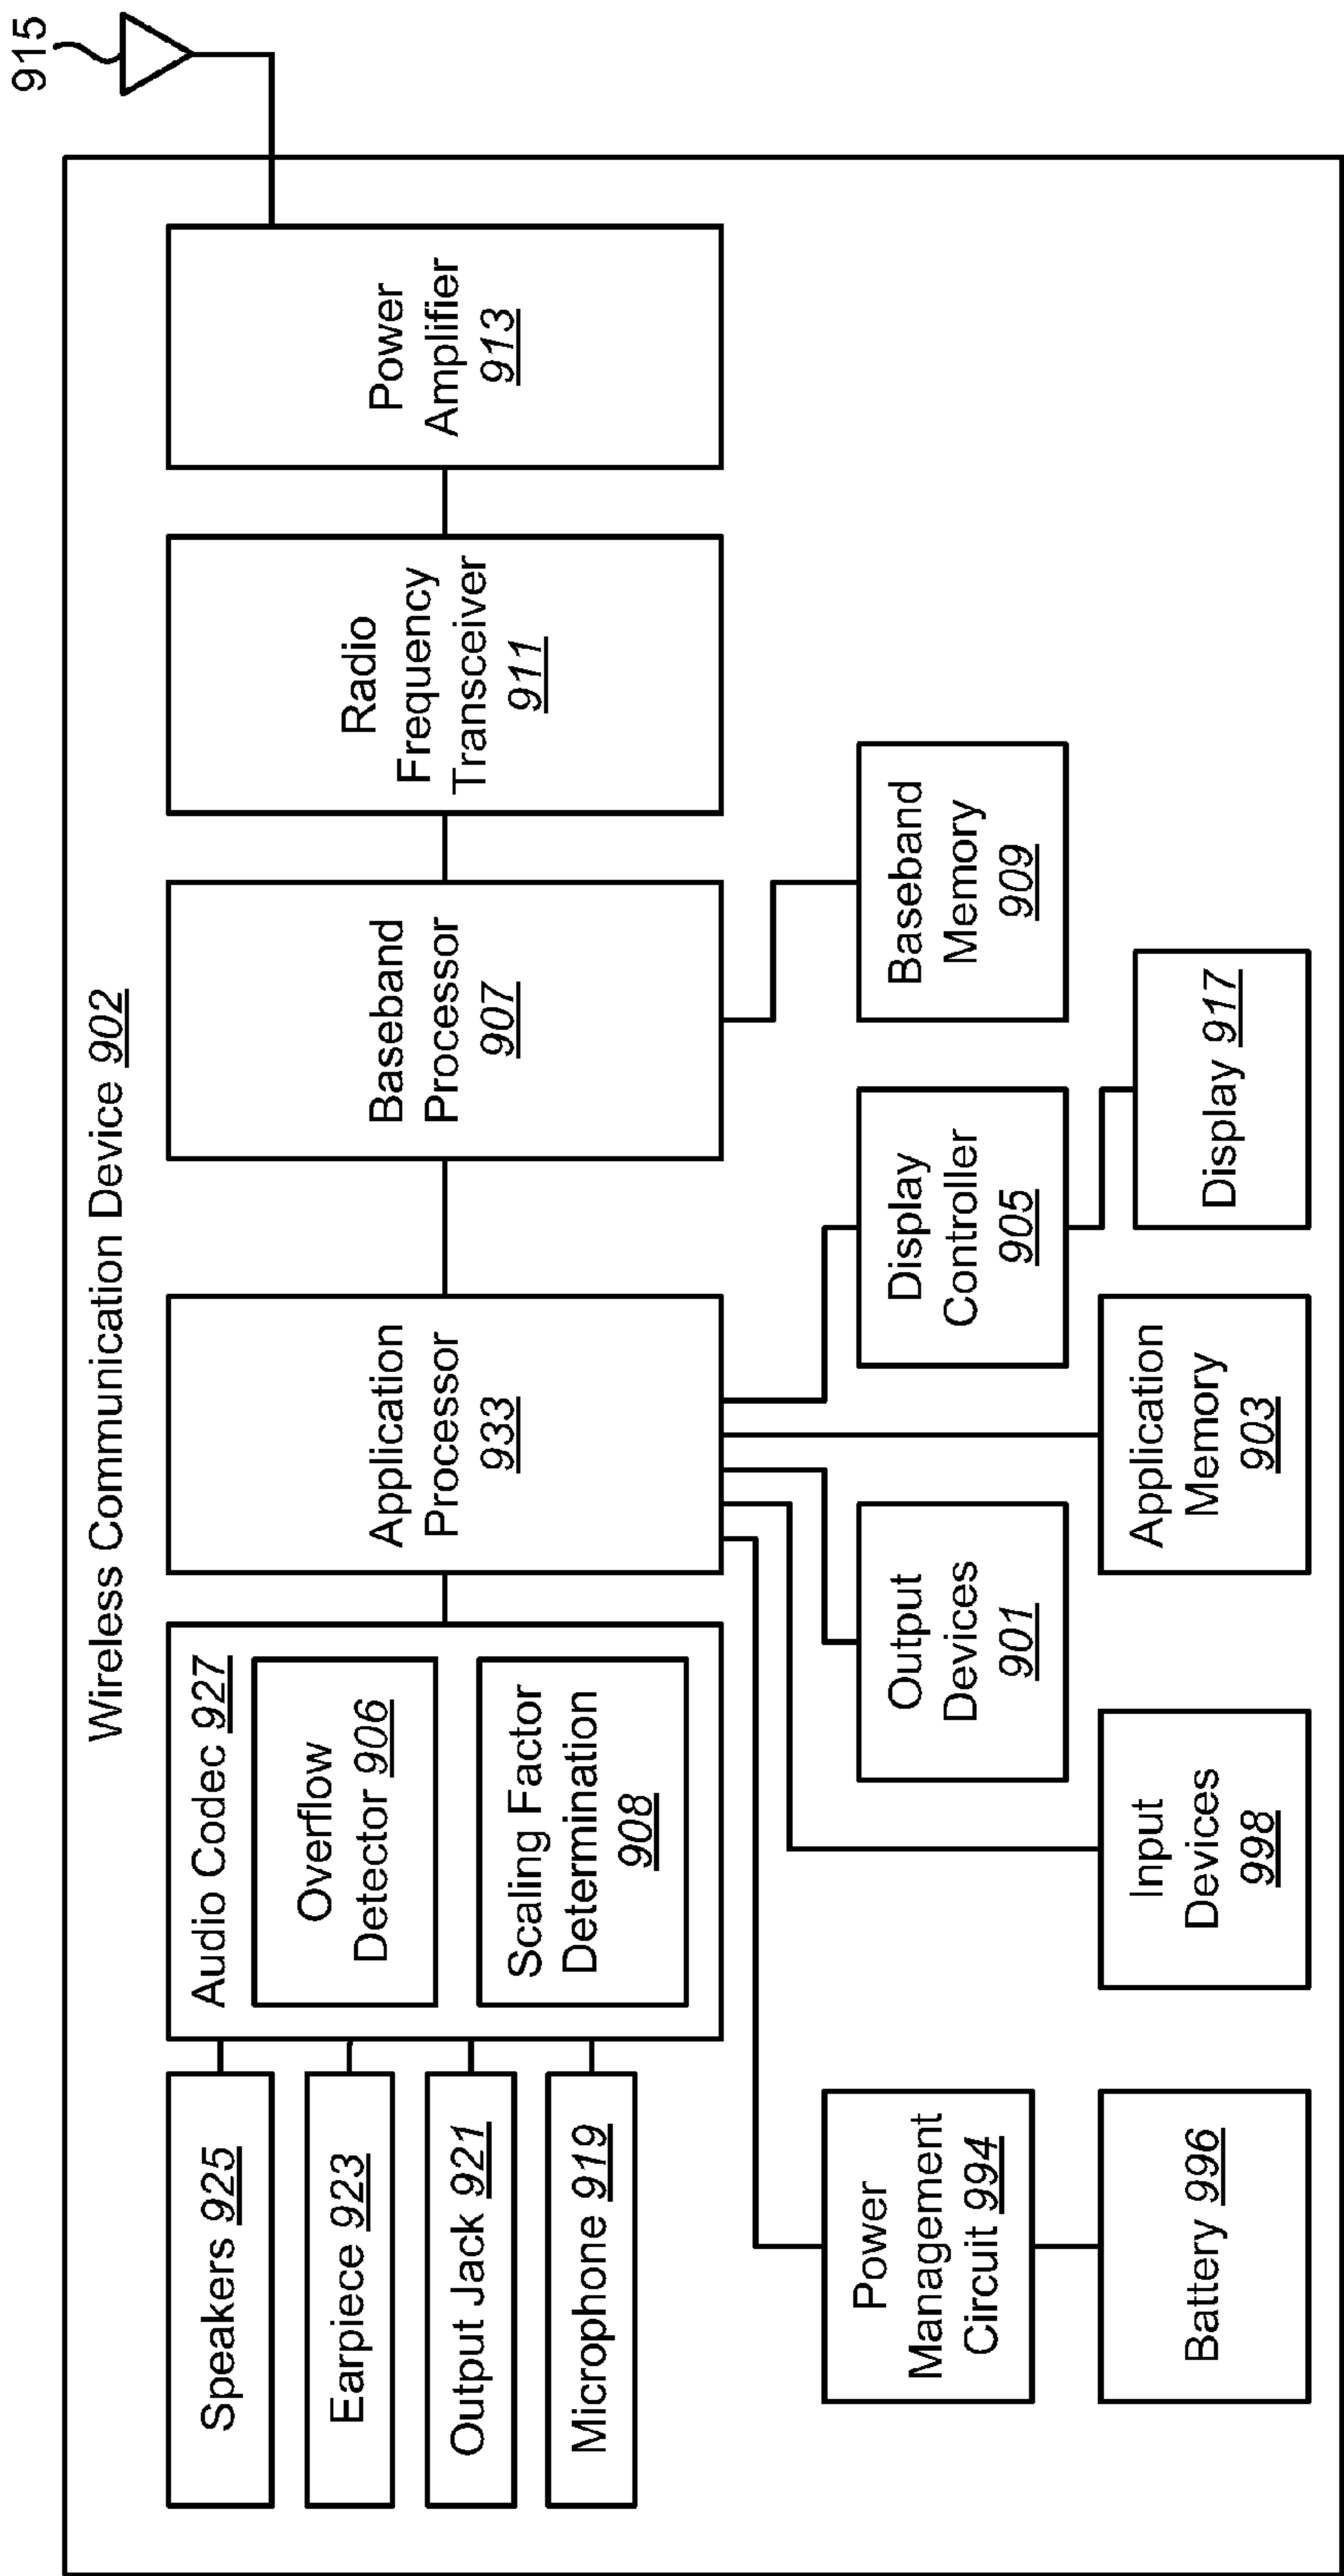 Wireless Communication Device 902
915
Speakers 925
Earpiece 923
Output Jack 921
Microphone 919
Audio Codec 927
Overflow
Detector 906
Scaling Factor
Determination
908
Application
Processor
933
Baseband
Processor
907
Radio
Frequency
Transceiver
911
Power
Amplifier
913
Power
Management
Circuit 994
Battery 996
Input
Devices
998
Output
Devices
901
Application
Memory
903
Display
Controller
905
Display 917
Baseband
Memory
909